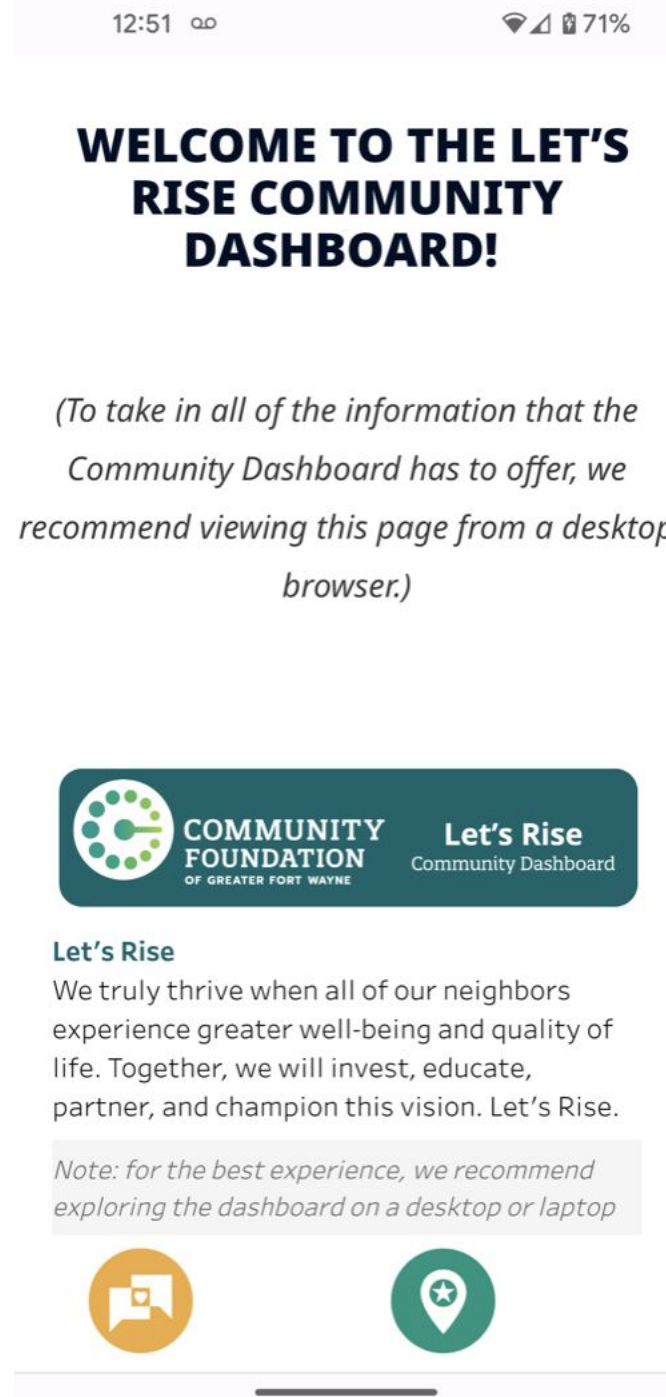 12:51 71%
WELCOME TO THE LET'S
RISE COMMUNITY
DASHBOARD!
(To take in all of the information that the
Community Dashboard has to offer, we
recommend viewing this page from a desktop
browser.)
COMMUNITY
FOUNDATION
OF GREATER FORT WAYNE
Let's Rise
Community Dashboard
Let's Rise
We truly thrive when all of our neighbors
experience greater well-being and quality of
life. Together, we will invest, educate,
partner, and champion this vision. Let's Rise.
Note: for the best experience, we recommend
exploring the dashboard on a desktop or laptop